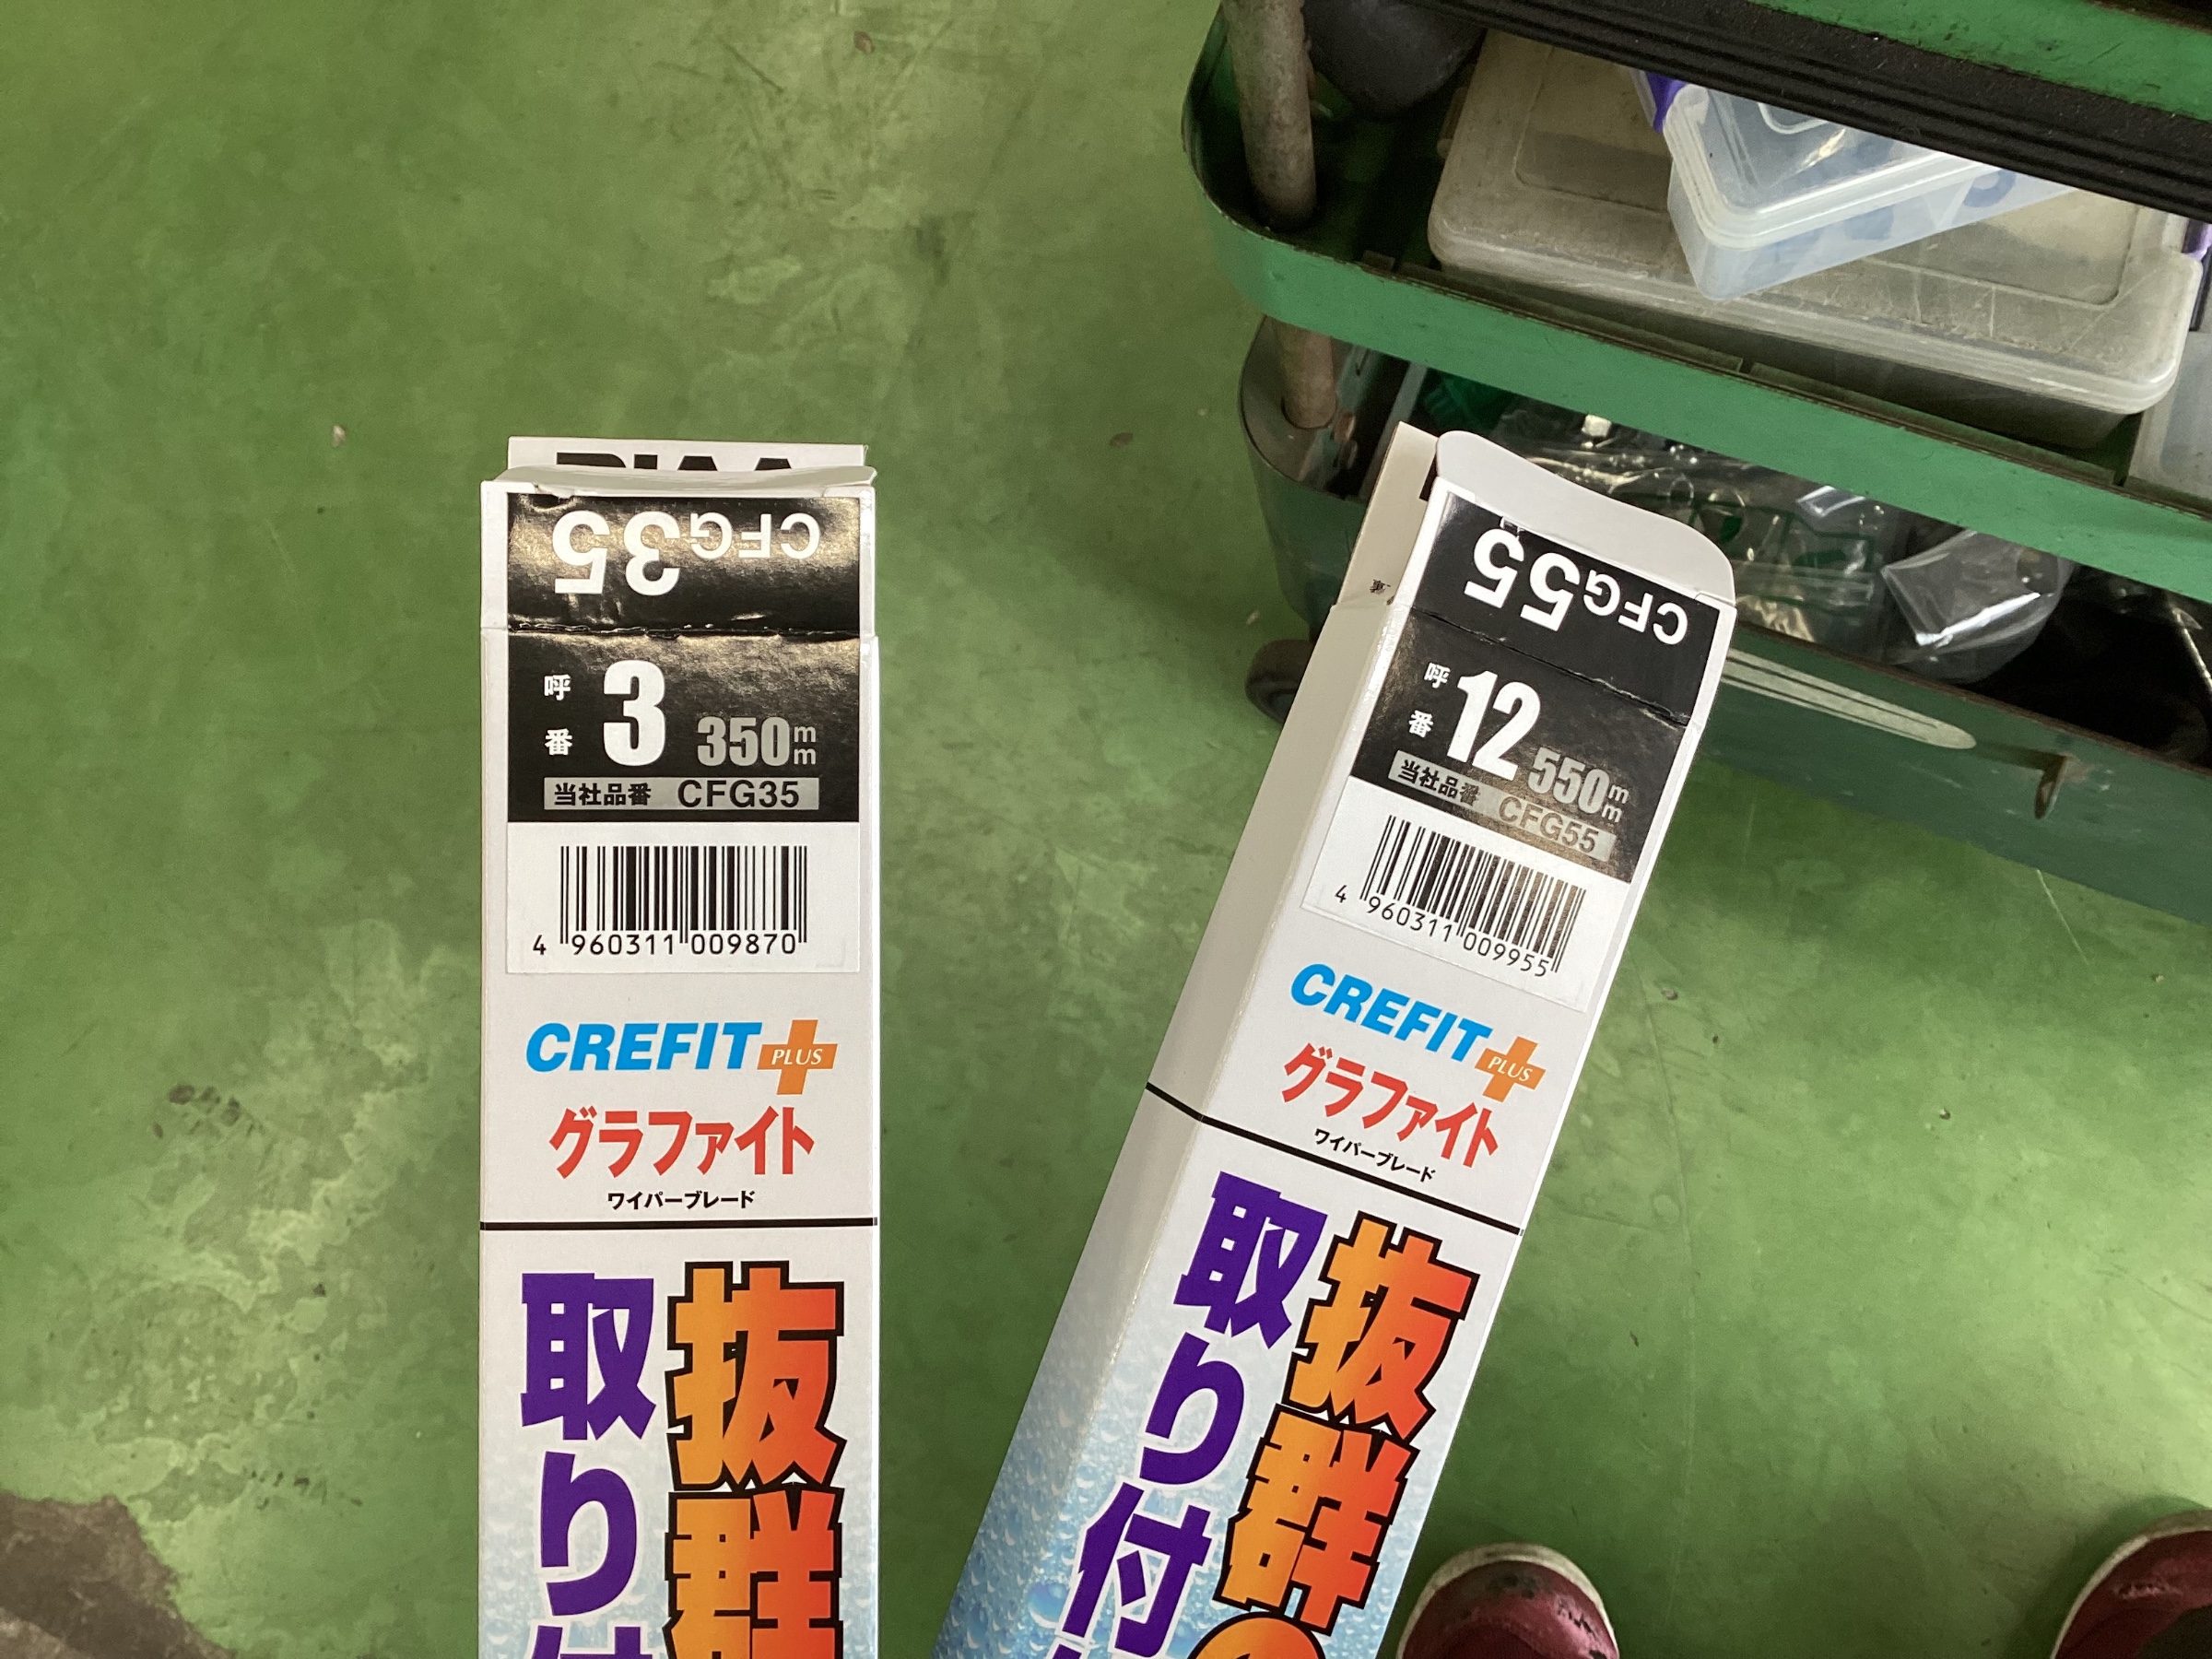 CFG35
呼番 3 350mm
当社品番 CFG35
4 960311 009870
CREFIT PLUS
グラファイト
ワイパーブレード
抜群
取り付
CFG55
呼番 12 550mm
当社品番 CFG55
4 960311 009955
CREFIT PLUS
グラファイト
ワイパーブレード
抜群の
取り付け